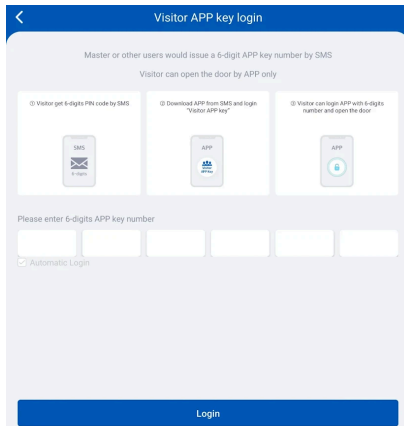 Visitor APP key login
Master or other users would issue a 6-digit APP key number by SMS
Visitor can open the door by APP only
① Visitor get 6-digits PIN code by SMS
SMS
6-digits
② Download APP from SMS and login
"Visitor APP key"
APP
Visitor
APP Key
③ Visitor can login APP with 6-digits
number and open the door
APP
Please enter 6-digits APP key number
Automatic Login
Login